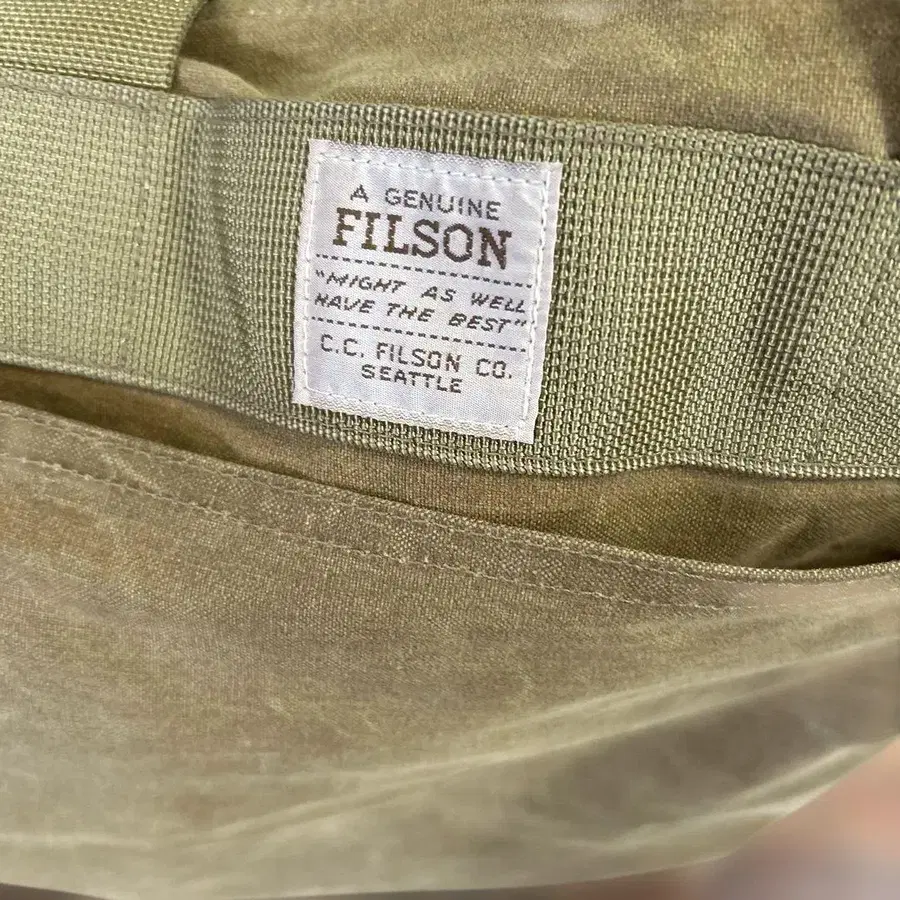 A GENUINE
FILSON
"MIGHT AS WELL
HAVE THE BEST"
C.C. FILSON CO.
SEATTLE